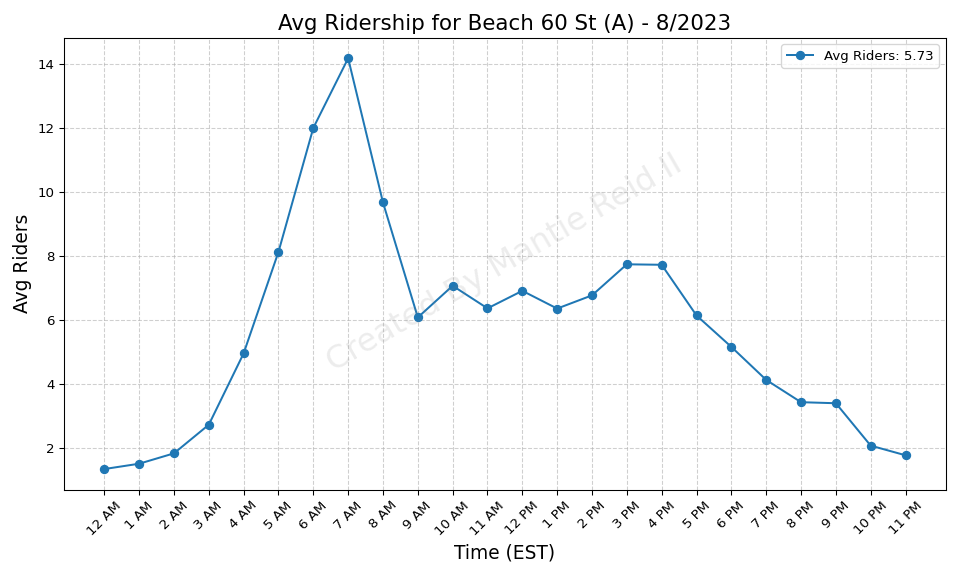 Avg Ridership for Beach 60 St (A) - 8/2023
Avg Riders: 5.73
Avg Riders
14
12
10
8
6
4
2
Created By Mantie Reid II
12 AM
1 AM
2 AM
3 AM
4 AM
5 AM
6 AM
7 AM
8 AM
9 AM
10 AM
11 AM
12 PM
1 PM
2 PM
3 PM
4 PM
5 PM
6 PM
7 PM
8 PM
9 PM
10 PM
11 PM
Time (EST)